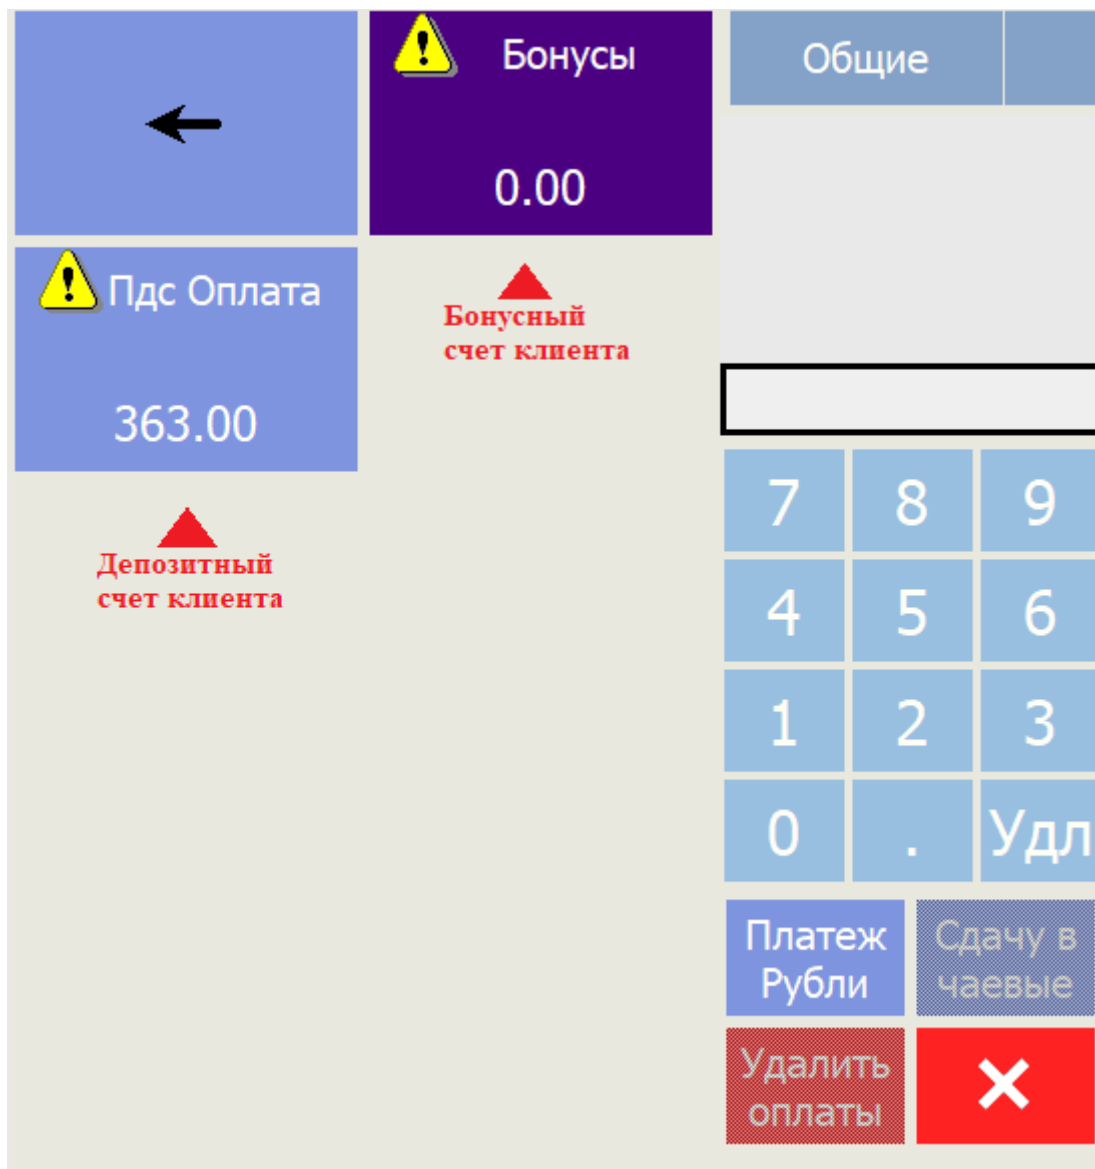 Бонусы
0.00
Общие
Пдс Оплата
363.00
Бонусный
счет клиента
Депозитный
счет клиента
7 8 9
4 5 6
1 2 3
0 . Удл
Платеж
Рубли
Сдачу в
чаевые
Удалить
оплаты